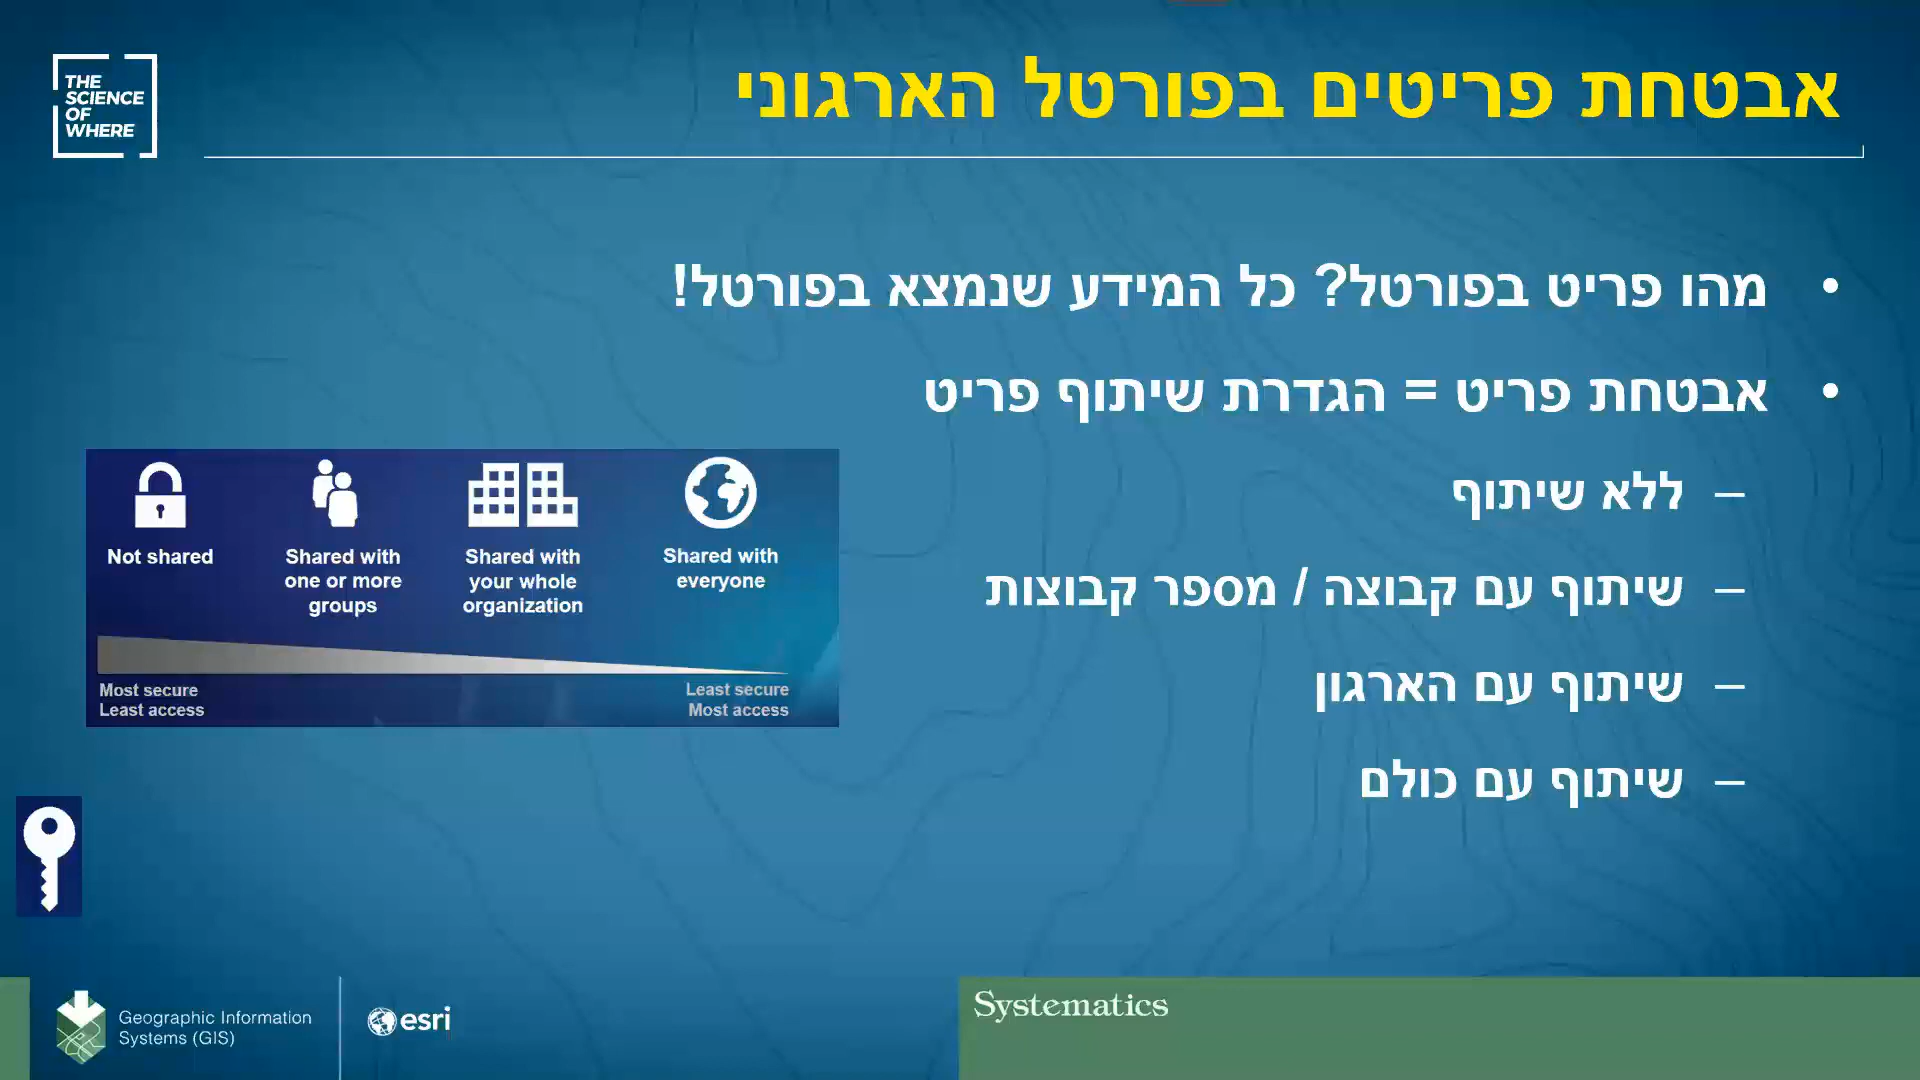 THE
SCIENCE
OF
WHERE
אבטחת פריטים בפורטל הארגוני
• מהו פריט בפורטל? כל המידע שנמצא בפורטל!
• אבטחת פריט = הגדרת שיתוף פריט
– ללא שיתוף
– שיתוף עם קבוצה / מספר קבוצות
– שיתוף עם הארגון
– שיתוף עם כולם
Not shared
Shared with
one or more
groups
Shared with
your whole
organization
Shared with
everyone
Most secure
Least access
Least secure
Most access
Geographic Information
Systems (GIS)
esri
Systematics